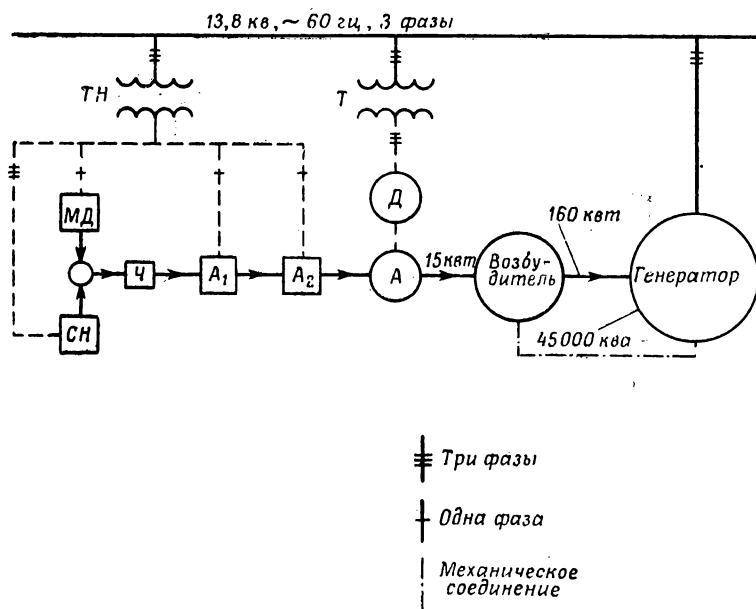 13,8 кв, ~ 60 гц, 3 фазы
ТН
Т
МД
Д
Ч
А₁
А₂
А
15квт
Возбу-
дитель
160 квт
Генератор
СН
45000 ква
Три фазы
Одна фаза
Механическое
соединение